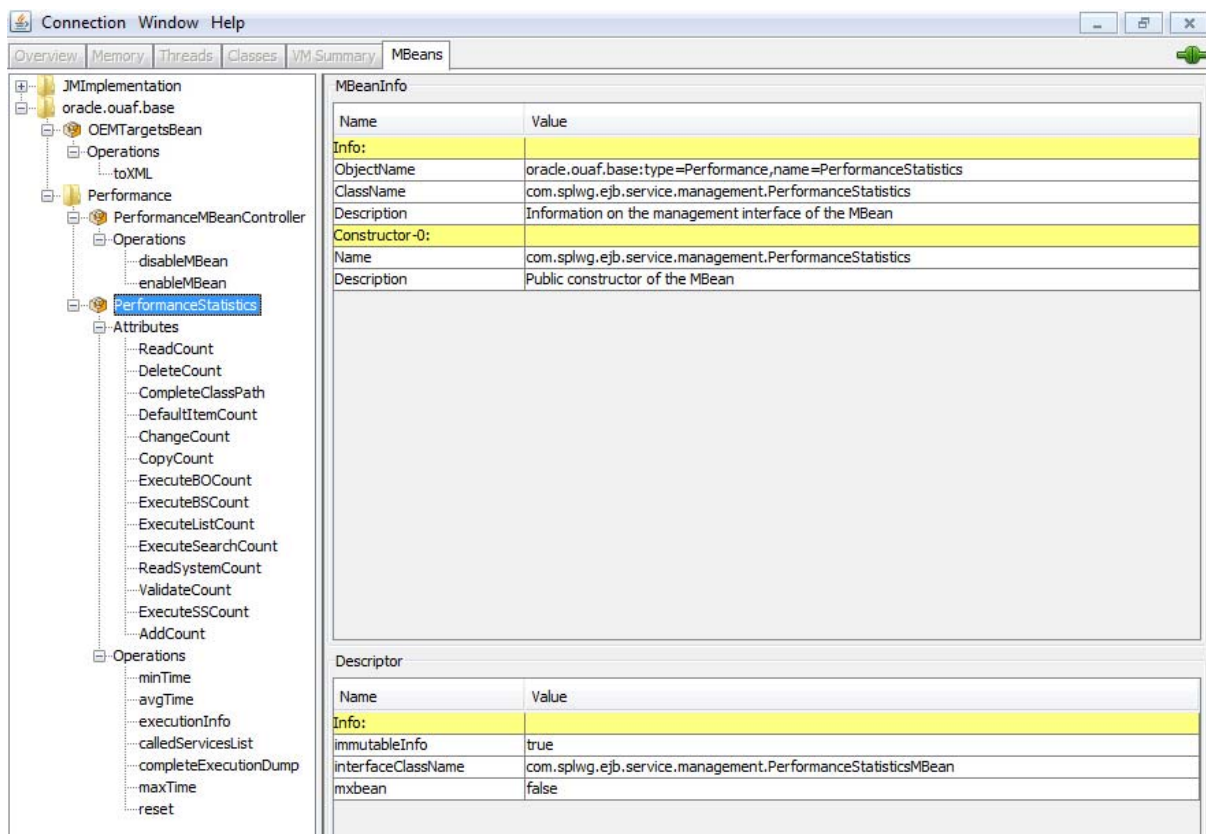 Connection Window Help
Overview Memory Threads Classes VM Summary MBeans
JMImplementation
oracle.ouaf.base
OEMTargetsBean
Operations
toXML
Performance
PerformanceMBeanController
Operations
disableMBean
enableMBean
PerformanceStatistics
Attributes
ReadCount
DeleteCount
CompleteClassPath
DefaultItemCount
ChangeCount
CopyCount
ExecuteBOCount
ExecuteBSCount
ExecuteListCount
ExecuteSearchCount
ReadSystemCount
ValidateCount
ExecuteSSCount
AddCount
Operations
minTime
avgTime
executionInfo
calledServicesList
completeExecutionDump
maxTime
reset
MBeanInfo
Name Value
Info:
ObjectName oracle.ouaf.base:type=Performance,name=PerformanceStatistics
ClassName com.splwg.ejb.service.management.PerformanceStatistics
Description Information on the management interface of the MBean
Constructor-0:
Name com.splwg.ejb.service.management.PerformanceStatistics
Description Public constructor of the MBean
Descriptor
Name Value
Info:
immutableInfo true
interfaceClassName com.splwg.ejb.service.management.PerformanceStatisticsMBean
mxbean false